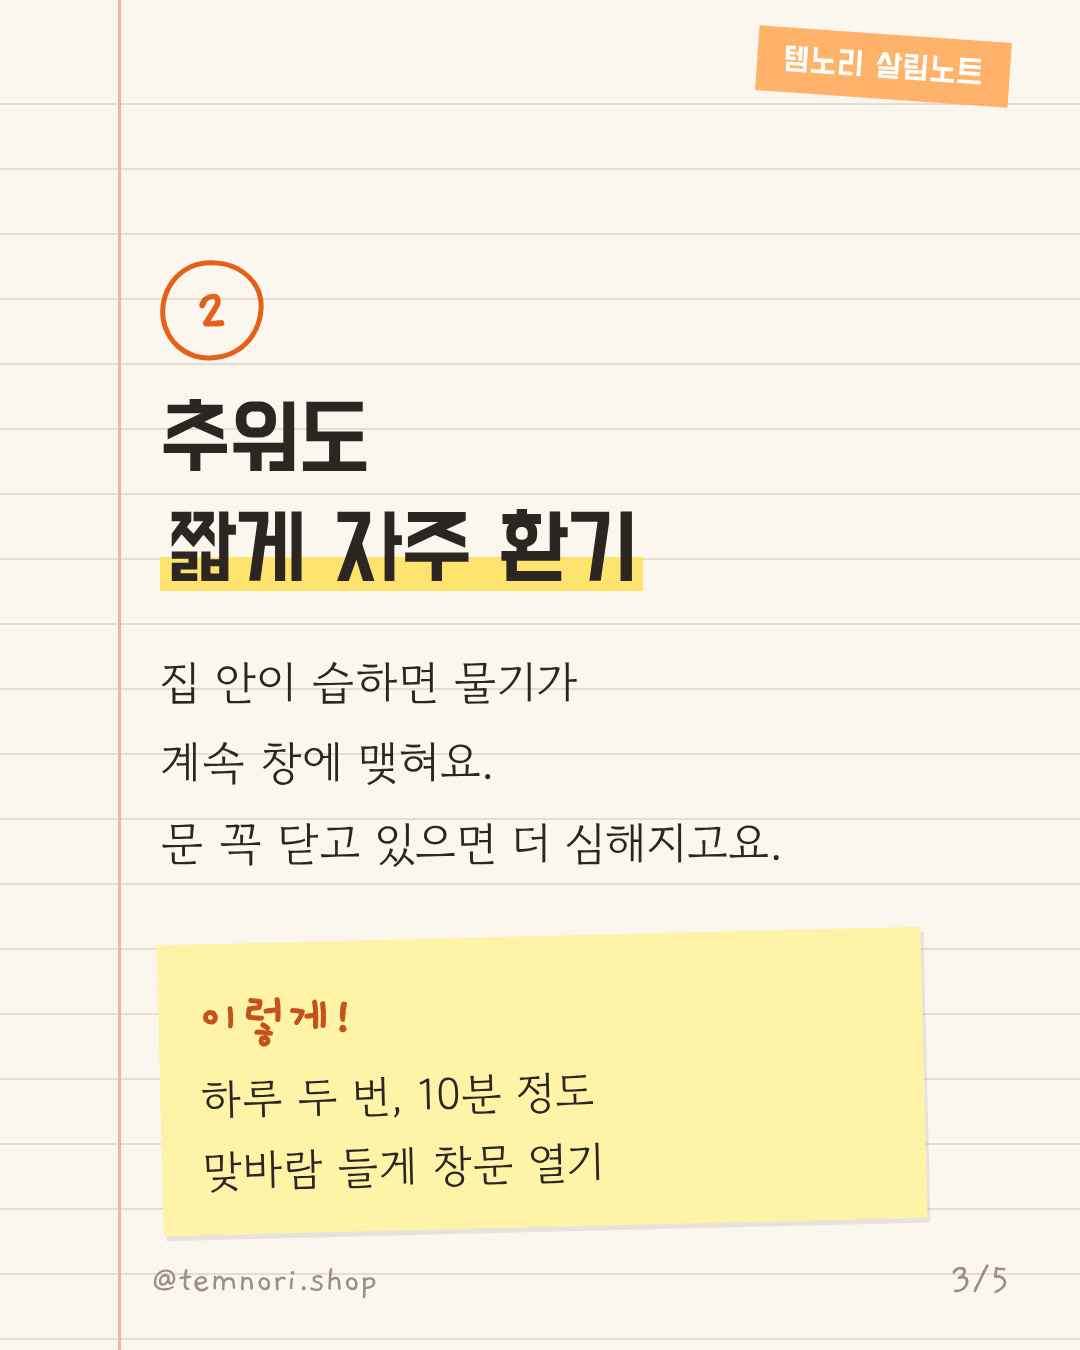 템노리 살림노트
2
추워도
짧게 자주 환기
집 안이 습하면 물기가
계속 창에 맺혀요.
문 꼭 닫고 있으면 더 심해지고요.
이렇게!
하루 두 번, 10분 정도
맞바람 들게 창문 열기
@temnori.shop
3/5